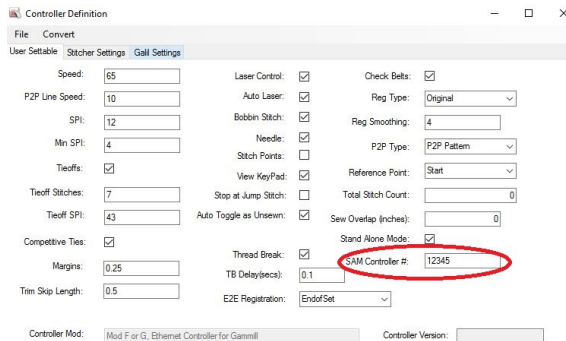 Controller Definition
File Convert
User Settable Stitcher Settings Galil Settings
Speed: 65
P2P Line Speed: 10
SPI: 12
Min SPI: 4
Tieoffs:
Tieoff Stitches: 7
Tieoff SPI: 43
Competitive Ties:
Margins: 0.25
Trim Skip Length: 0.5
Laser Control:
Auto Laser:
Bobbin Stitch:
Needle:
Stitch Points:
View KeyPad:
Stop at Jump Stitch:
Auto Toggle as Unsewn:
Thread Break:
TB Delay(secs): 0.1
E2E Registration: EndofSet
Check Belts:
Reg Type: Original
Reg Smoothing: 4
P2P Type: P2P Pattern
Reference Point: Start
Total Stitch Count: 0
Sew Overlap (inches): 0
Stand Alone Mode:
SAM Controller #: 12345
Controller Mod: Mod F or G, Ethernet Controller for Gammill
Controller Version: